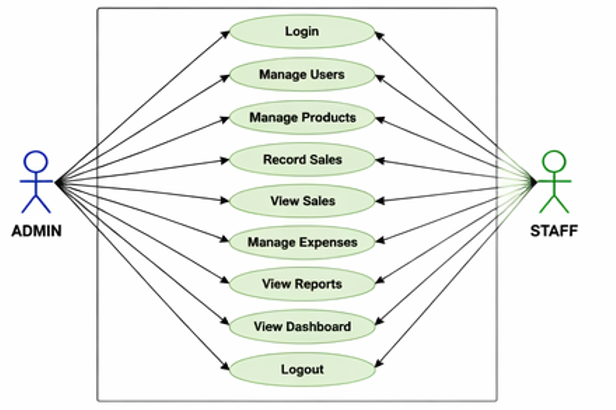 Login
Manage Users
Manage Products
Record Sales
View Sales
ADMIN
STAFF
Manage Expenses
View Reports
View Dashboard
Logout